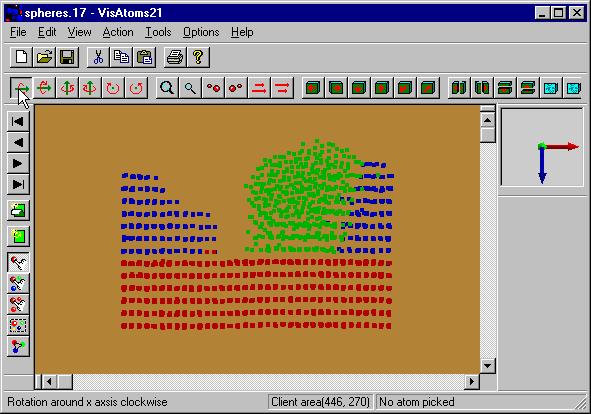 spheres.17 - VisAtoms21
File Edit View Action Tools Options Help
Rotation around x axsis clockwise Client area(446, 270) No atom picked